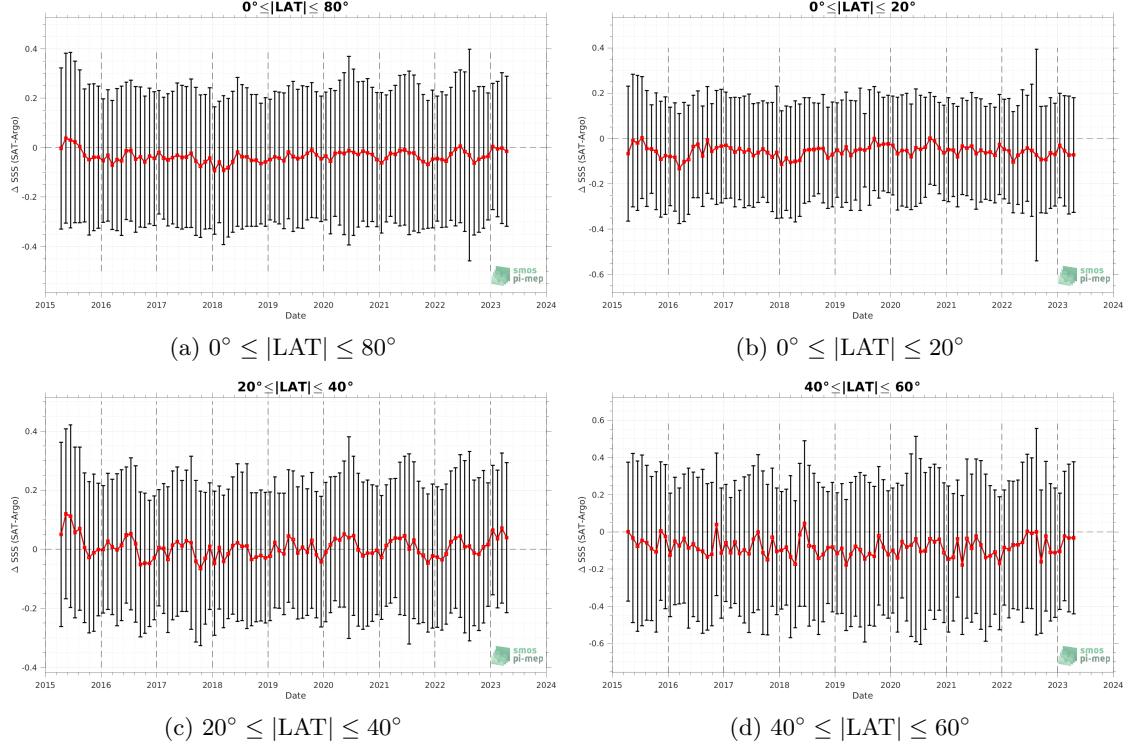 0°≤|LAT|≤ 80°
Δ SSS (SAT-Argo)
0.4
0.2
0
-0.2
-0.4
2015 2016 2017 2018 2019 2020 2021 2022 2023 2024
Date
smos
pi-mep
(a) 0° ≤ |LAT| ≤ 80°
0°≤|LAT|≤ 20°
Δ SSS (SAT-Argo)
0.4
0.2
0
-0.2
-0.4
-0.6
2015 2016 2017 2018 2019 2020 2021 2022 2023 2024
Date
smos
pi-mep
(b) 0° ≤ |LAT| ≤ 20°
20°≤|LAT|≤ 40°
Δ SSS (SAT-Argo)
0.4
0.2
0
-0.2
-0.4
2015 2016 2017 2018 2019 2020 2021 2022 2023 2024
Date
smos
pi-mep
(c) 20° ≤ |LAT| ≤ 40°
40°≤|LAT|≤ 60°
Δ SSS (SAT-Argo)
0.6
0.4
0.2
0
-0.2
-0.4
-0.6
2015 2016 2017 2018 2019 2020 2021 2022 2023 2024
Date
smos
pi-mep
(d) 40° ≤ |LAT| ≤ 60°